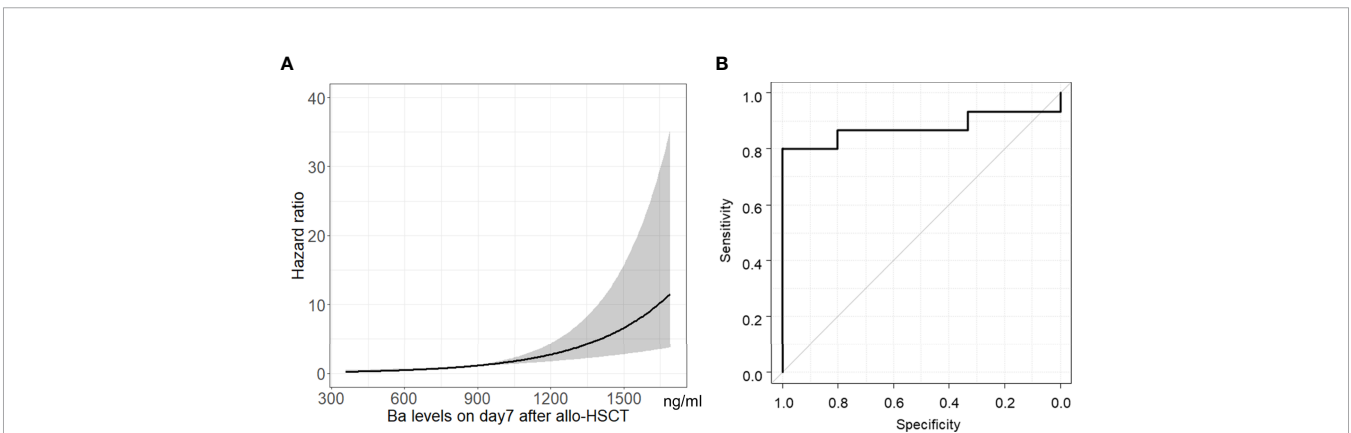 A
Hazard ratio
40
30
20
10
0
300 600 900 1200 1500 ng/ml
Ba levels on day7 after allo-HSCT
B
Sensitivity
1.0
0.8
0.6
0.4
0.2
0.0
1.0 0.8 0.6 0.4 0.2 0.0
Specificity